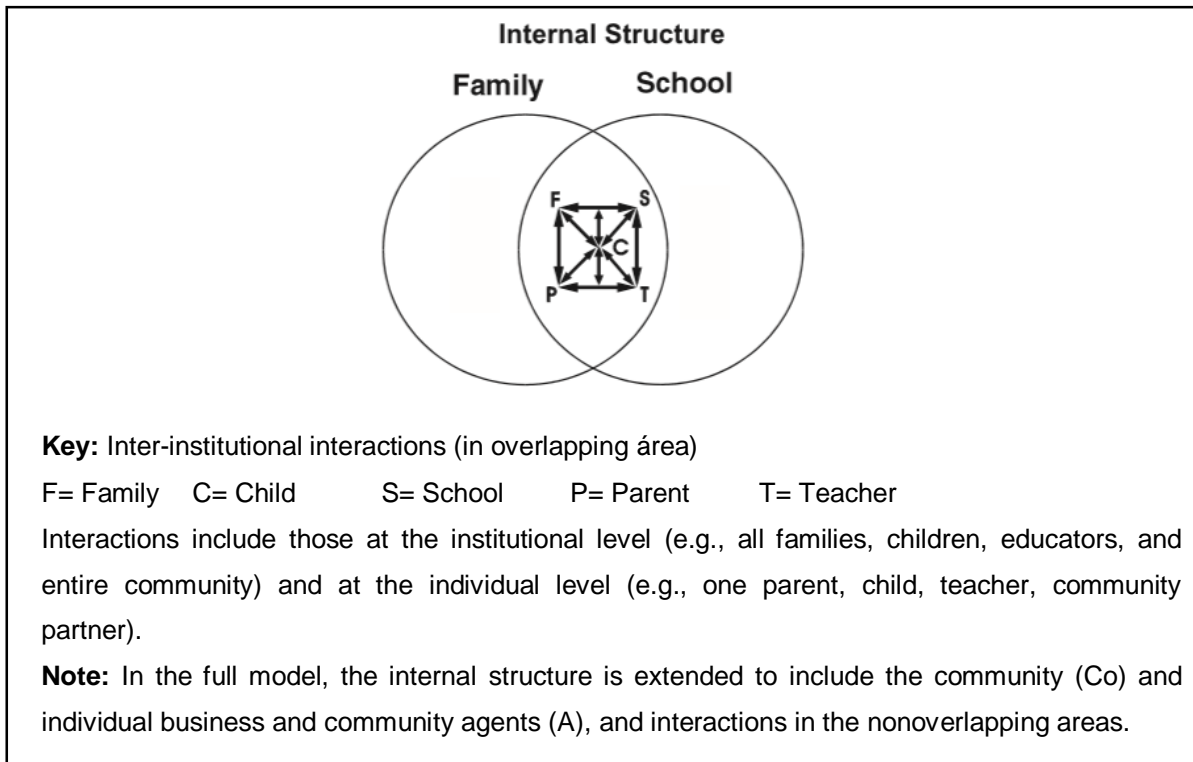 Internal Structure
Family School
F S
C
P T
Key: Inter-institutional interactions (in overlapping área)
F= Family C= Child S= School P= Parent T= Teacher
Interactions include those at the institutional level (e.g., all families, children, educators, and
entire community) and at the individual level (e.g., one parent, child, teacher, community
partner).
Note: In the full model, the internal structure is extended to include the community (Co) and
individual business and community agents (A), and interactions in the nonoverlapping areas.